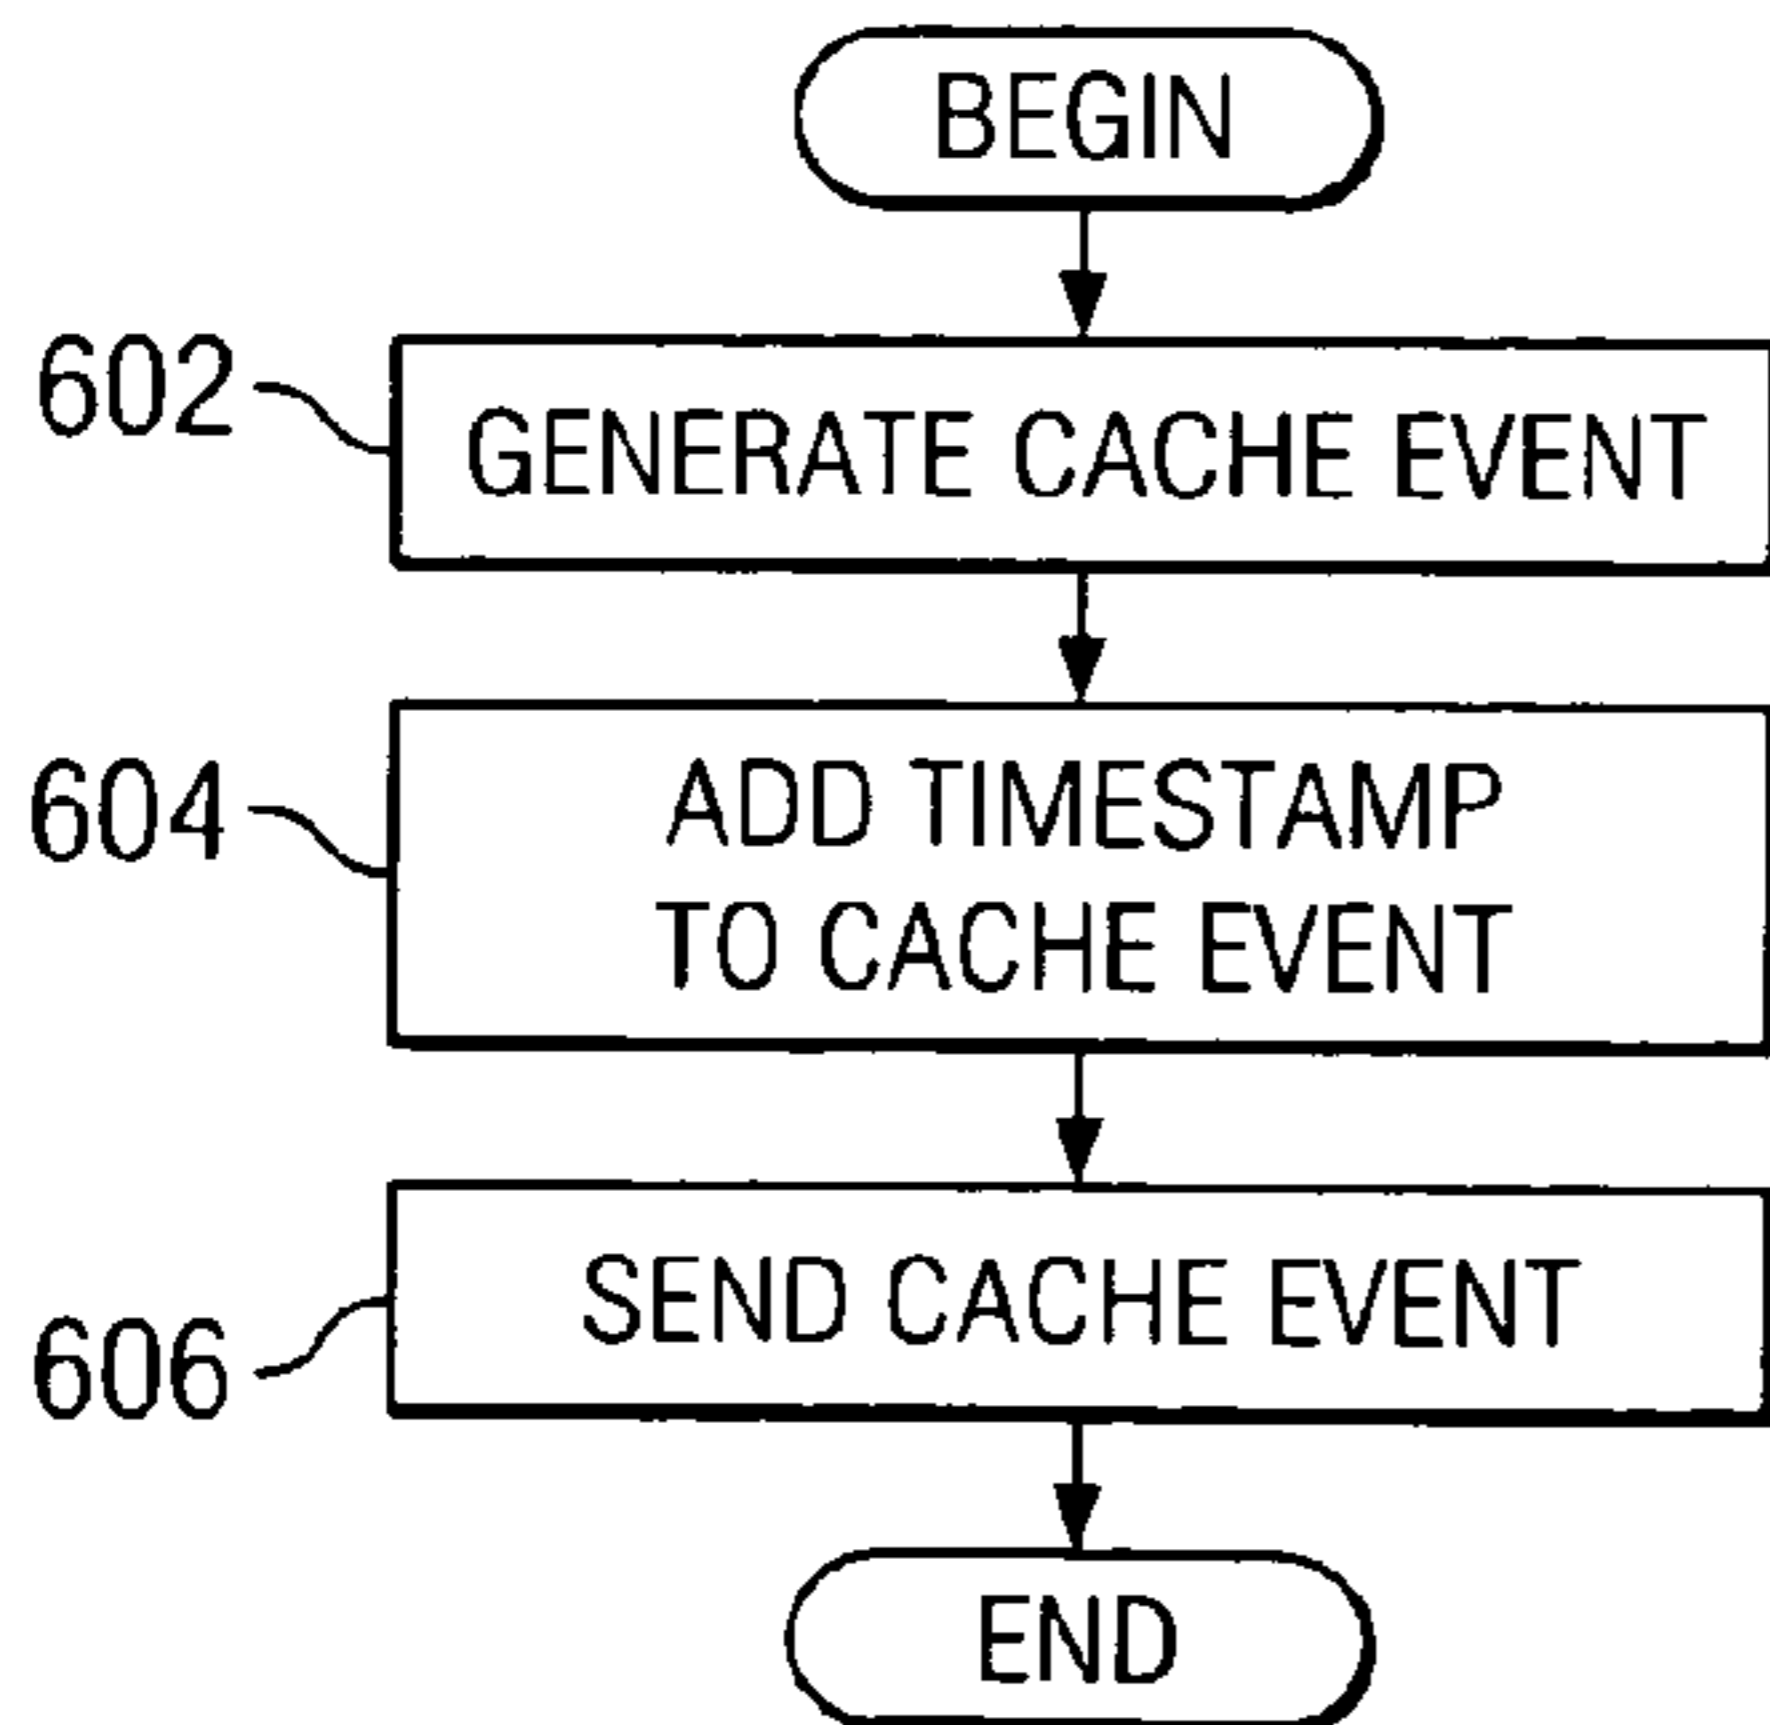 BEGIN
602
GENERATE CACHE EVENT
604
ADD TIMESTAMP
TO CACHE EVENT
606
SEND CACHE EVENT
END